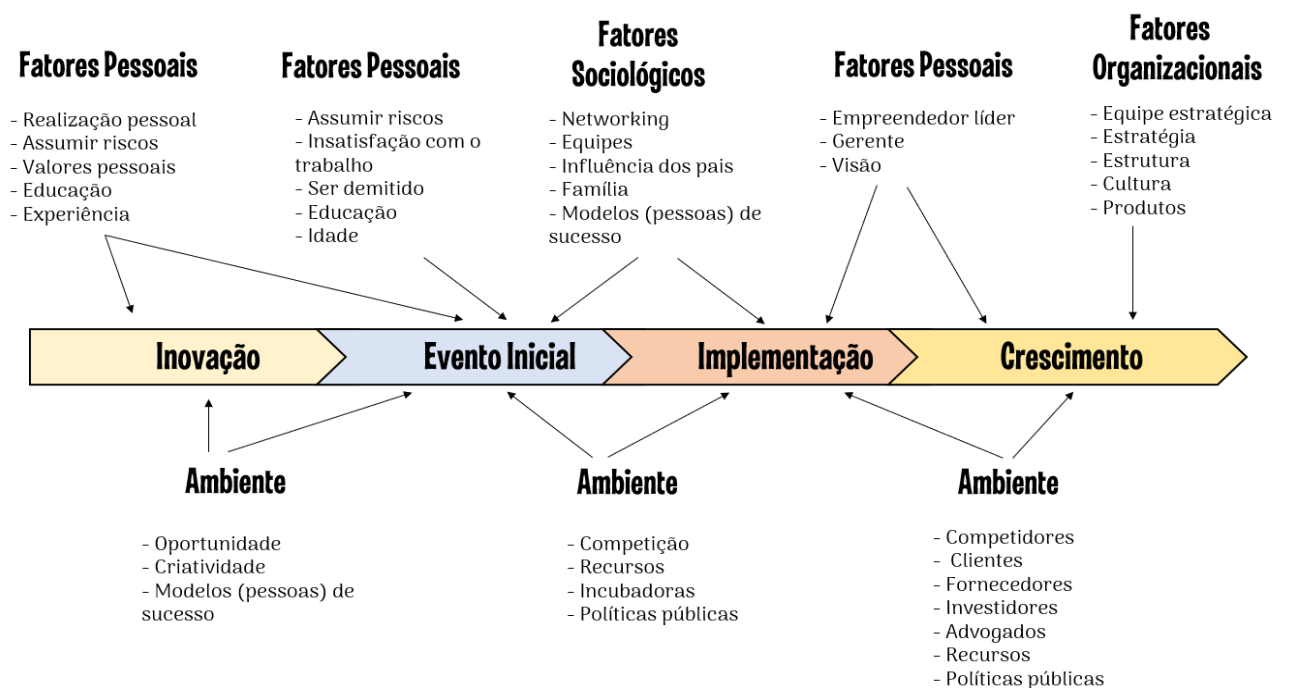 Fatores Pessoais
- Realização pessoal
- Assumir riscos
- Valores pessoais
- Educação
- Experiência
Fatores Pessoais
- Assumir riscos
- Insatisfação com o
trabalho
- Ser demitido
- Educação
- Idade
Fatores
Sociológicos
- Networking
- Equipes
- Influência dos pais
- Família
- Modelos (pessoas) de
sucesso
Fatores Pessoais
- Empreendedor líder
- Gerente
- Visão
Fatores
Organizacionais
- Equipe estratégica
- Estratégia
- Estrutura
- Cultura
- Produtos
Inovação
Evento Inicial
Implementação
Crescimento
Ambiente
- Oportunidade
- Criatividade
- Modelos (pessoas) de
sucesso
Ambiente
- Competição
- Recursos
- Incubadoras
- Políticas públicas
Ambiente
- Competidores
- Clientes
- Fornecedores
- Investidores
- Advogados
- Recursos
- Políticas públicas